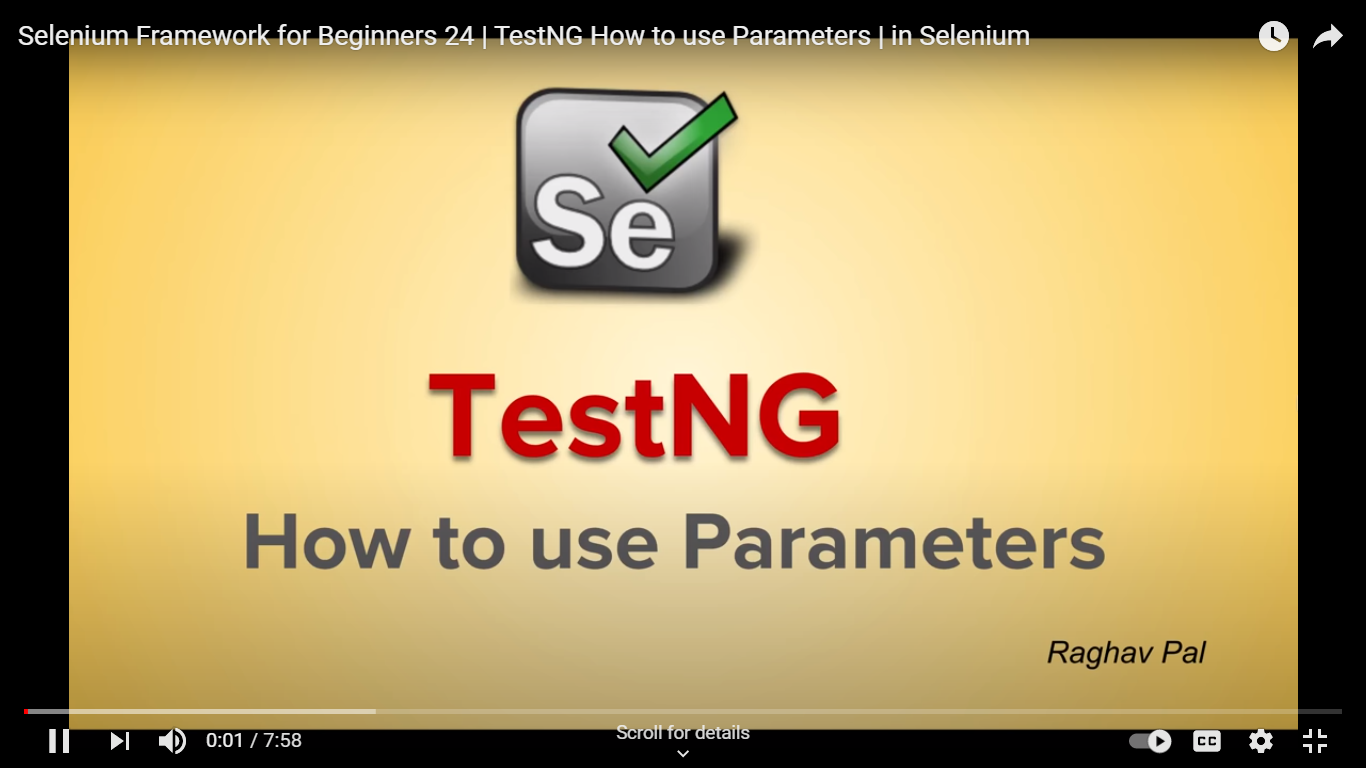 Selenium Framework for Beginners 24 | TestNG How to use Parameters | in Selenium
Se
TestNG
How to use Parameters
Raghav Pal
0:01 / 7:58
Scroll for details
CC